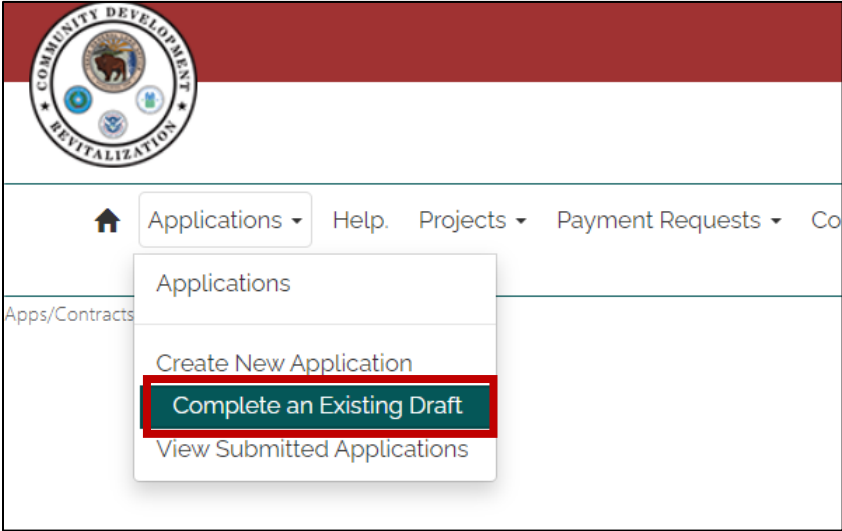 COMMUNITY DEVELOPMENT
REVITALIZATION
Applications Help. Projects Payment Requests Co
Applications
Apps/Contracts
Create New Application
Complete an Existing Draft
View Submitted Applications